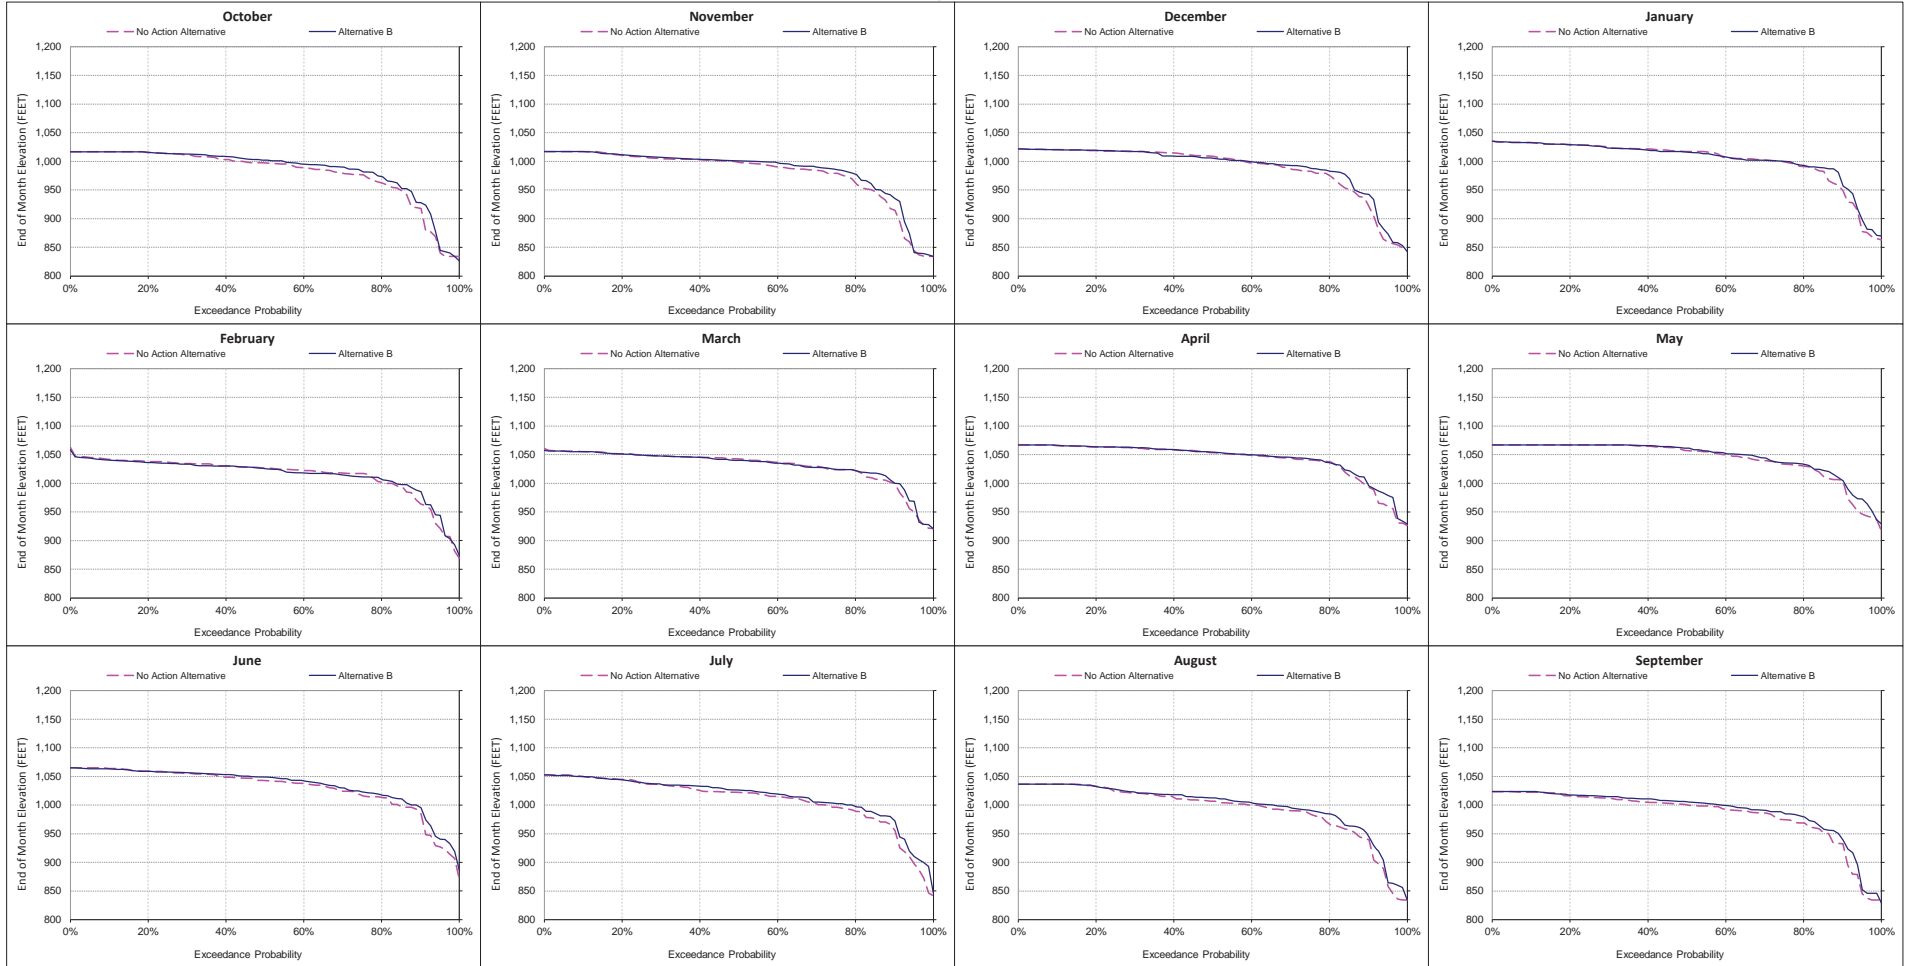 October
No Action Alternative Alternative B
End of Month Elevation (FEET)
1,200
1,150
1,100
1,050
1,000
950
900
850
800
0% 20% 40% 60% 80% 100%
Exceedance Probability
November
No Action Alternative Alternative B
End of Month Elevation (FEET)
1,200
1,150
1,100
1,050
1,000
950
900
850
800
0% 20% 40% 60% 80% 100%
Exceedance Probability
December
No Action Alternative Alternative B
End of Month Elevation (FEET)
1,200
1,150
1,100
1,050
1,000
950
900
850
800
0% 20% 40% 60% 80% 100%
Exceedance Probability
January
No Action Alternative Alternative B
End of Month Elevation (FEET)
1,200
1,150
1,100
1,050
1,000
950
900
850
800
0% 20% 40% 60% 80% 100%
Exceedance Probability
February
No Action Alternative Alternative B
End of Month Elevation (FEET)
1,200
1,150
1,100
1,050
1,000
950
900
850
800
0% 20% 40% 60% 80% 100%
Exceedance Probability
March
No Action Alternative Alternative B
End of Month Elevation (FEET)
1,200
1,150
1,100
1,050
1,000
950
900
850
800
0% 20% 40% 60% 80% 100%
Exceedance Probability
April
No Action Alternative Alternative B
End of Month Elevation (FEET)
1,200
1,150
1,100
1,050
1,000
950
900
850
800
0% 20% 40% 60% 80% 100%
Exceedance Probability
May
No Action Alternative Alternative B
End of Month Elevation (FEET)
1,200
1,150
1,100
1,050
1,000
950
900
850
800
0% 20% 40% 60% 80% 100%
Exceedance Probability
June
No Action Alternative Alternative B
End of Month Elevation (FEET)
1,200
1,150
1,100
1,050
1,000
950
900
850
800
0% 20% 40% 60% 80% 100%
Exceedance Probability
July
No Action Alternative Alternative B
End of Month Elevation (FEET)
1,200
1,150
1,100
1,050
1,000
950
900
850
800
0% 20% 40% 60% 80% 100%
Exceedance Probability
August
No Action Alternative Alternative B
End of Month Elevation (FEET)
1,200
1,150
1,100
1,050
1,000
950
900
850
800
0% 20% 40% 60% 80% 100%
Exceedance Probability
September
No Action Alternative Alternative B
End of Month Elevation (FEET)
1,200
1,150
1,100
1,050
1,000
950
900
850
800
0% 20% 40% 60% 80% 100%
Exceedance Probability